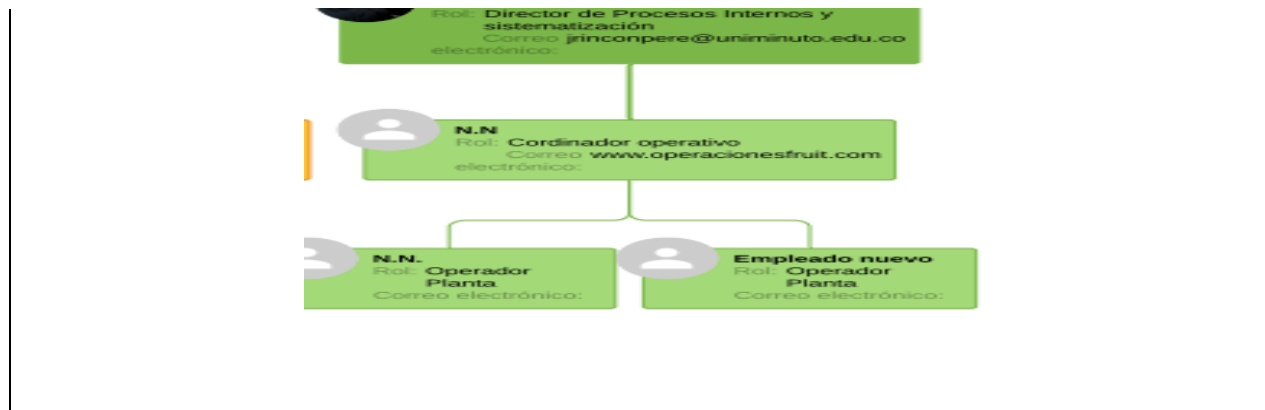 Rol: Director de Procesos Internos y
sistematización
Correo jrinconpere@uniminuto.edu.co
electrónico:
N.N
Rol: Cordinador operativo
Correo www.operacionesfruit.com
electrónico:
N.N.
Rol: Operador
Planta
Correo electrónico:
Empleado nuevo
Rol: Operador
Planta
Correo electrónico: